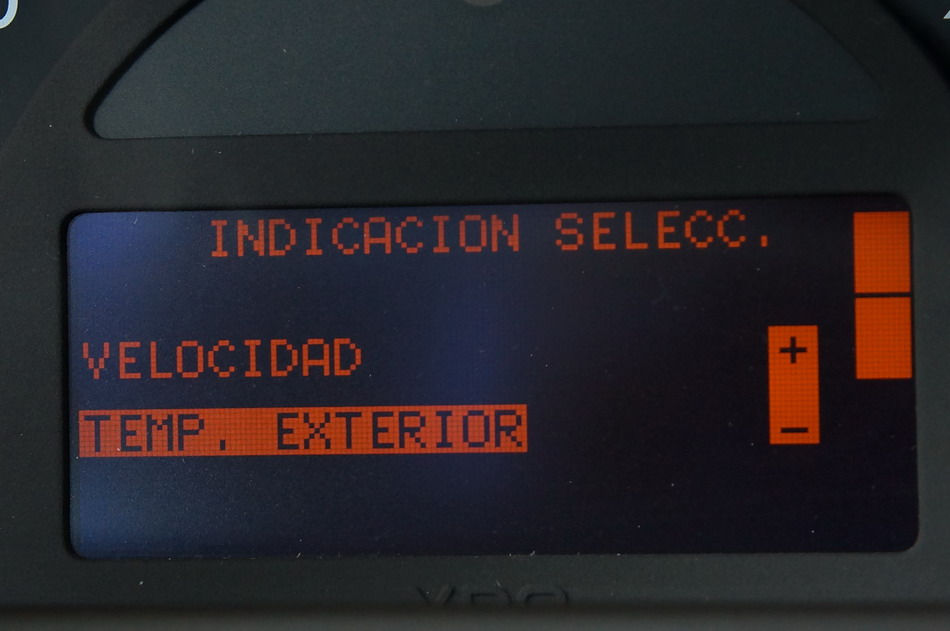 INDICACION SELECC.
VELOCIDAD
+
TEMP. EXTERIOR
–